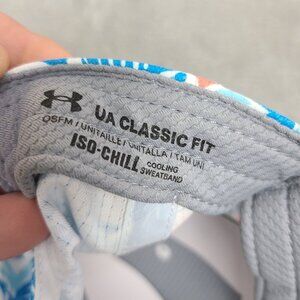 UA CLASSIC FIT
OSFM / UNITAILLE / UNITALLA / TAM UNI
ISO-CHILL COOLING
SWEATBAND